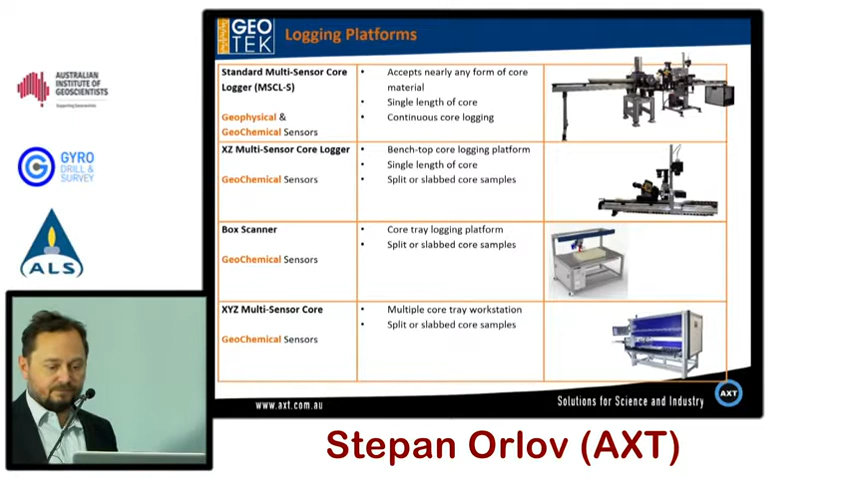 AUSTRALIAN
INSTITUTE OF
GEOSCIENTISTS
Supporting Geoscientists
GYRO
DRILL &
SURVEY
ALS
GEO
TEK
Logging Platforms
Standard Multi-Sensor Core
Logger (MSCL-S)
Geophysical &
GeoChemical Sensors
• Accepts nearly any form of core
material
• Single length of core
• Continuous core logging
XZ Multi-Sensor Core Logger
GeoChemical Sensors
• Bench-top core logging platform
• Single length of core
• Split or slabbed core samples
Box Scanner
GeoChemical Sensors
• Core tray logging platform
• Split or slabbed core samples
XYZ Multi-Sensor Core
GeoChemical Sensors
• Multiple core tray workstation
• Split or slabbed core samples
www.axt.com.au
Solutions for Science and Industry
AXT
Stepan Orlov (AXT)